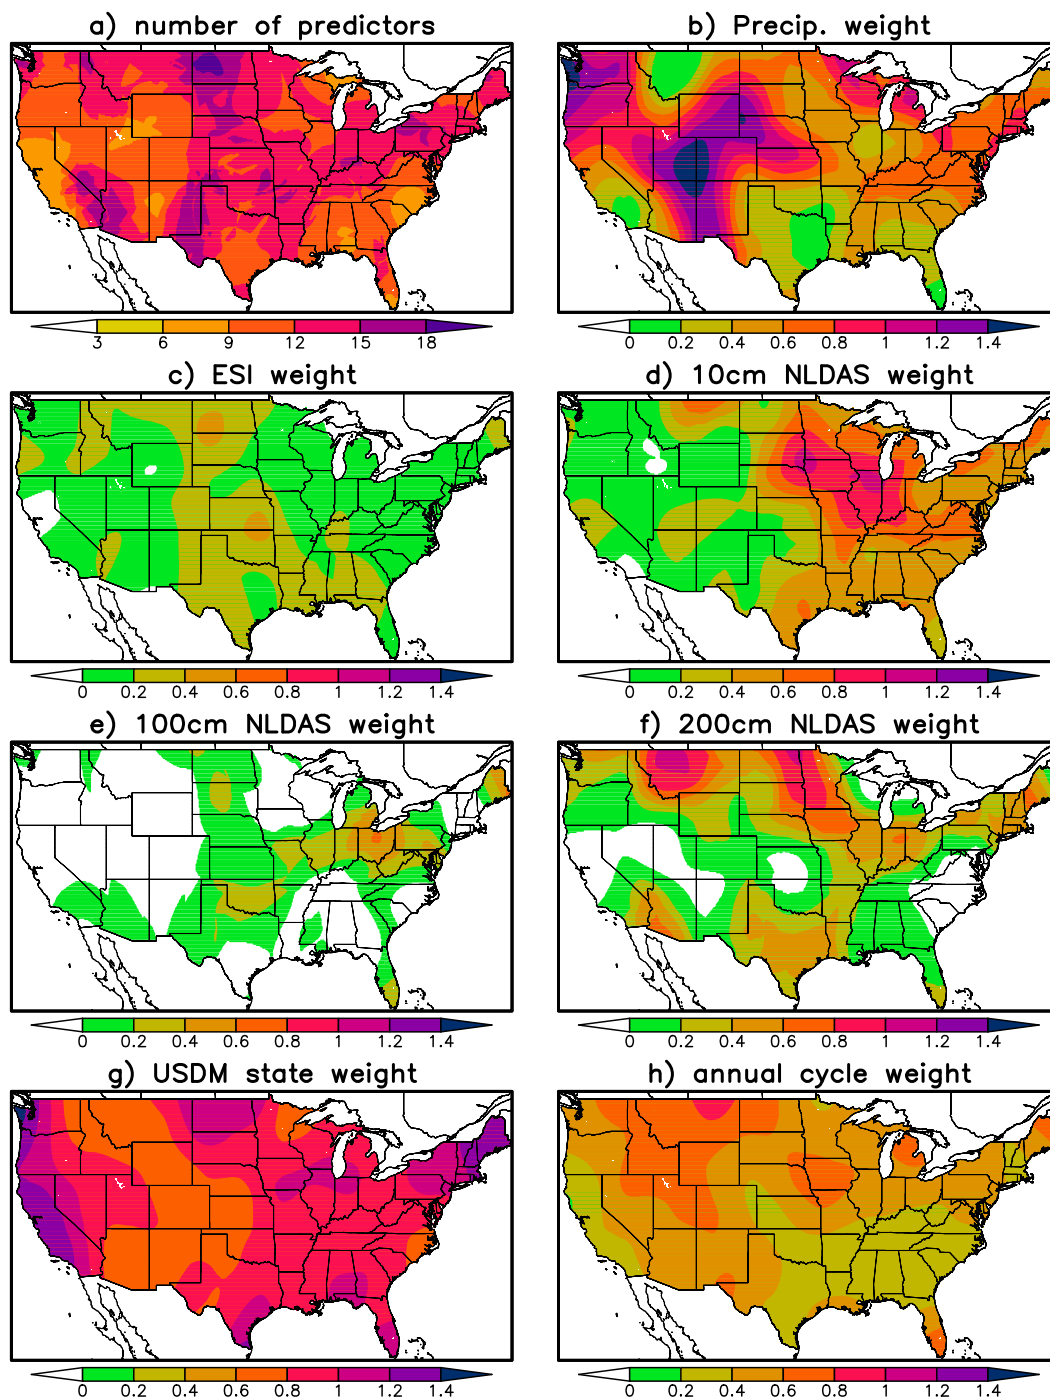 a) number of predictors
b) Precip. weight
3 6 9 12 15 18
0 0.2 0.4 0.6 0.8 1 1.2 1.4
c) ESI weight
d) 10cm NLDAS weight
0 0.2 0.4 0.6 0.8 1 1.2 1.4
0 0.2 0.4 0.6 0.8 1 1.2 1.4
e) 100cm NLDAS weight
f) 200cm NLDAS weight
0 0.2 0.4 0.6 0.8 1 1.2 1.4
0 0.2 0.4 0.6 0.8 1 1.2 1.4
g) USDM state weight
h) annual cycle weight
0 0.2 0.4 0.6 0.8 1 1.2 1.4
0 0.2 0.4 0.6 0.8 1 1.2 1.4